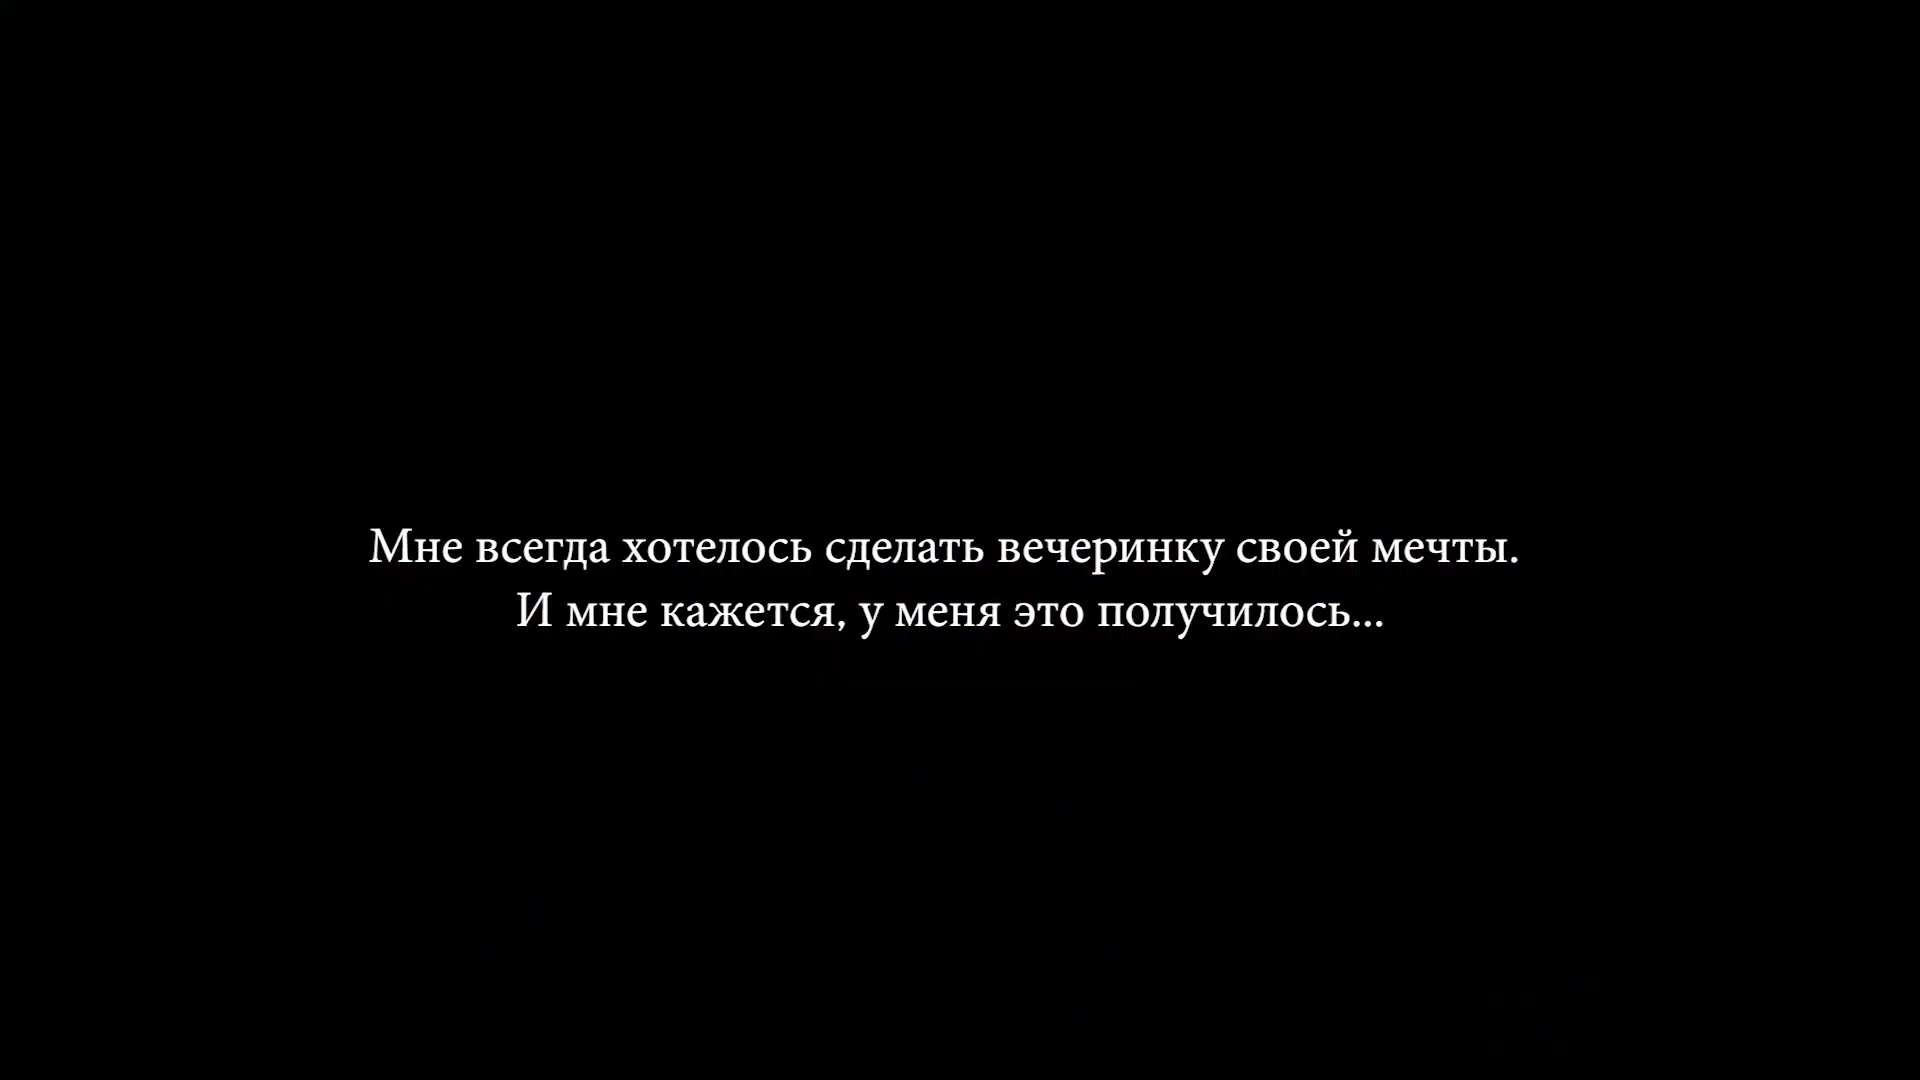 Мне всегда хотелось сделать вечеринку своей мечты.
И мне кажется, у меня это получилось...